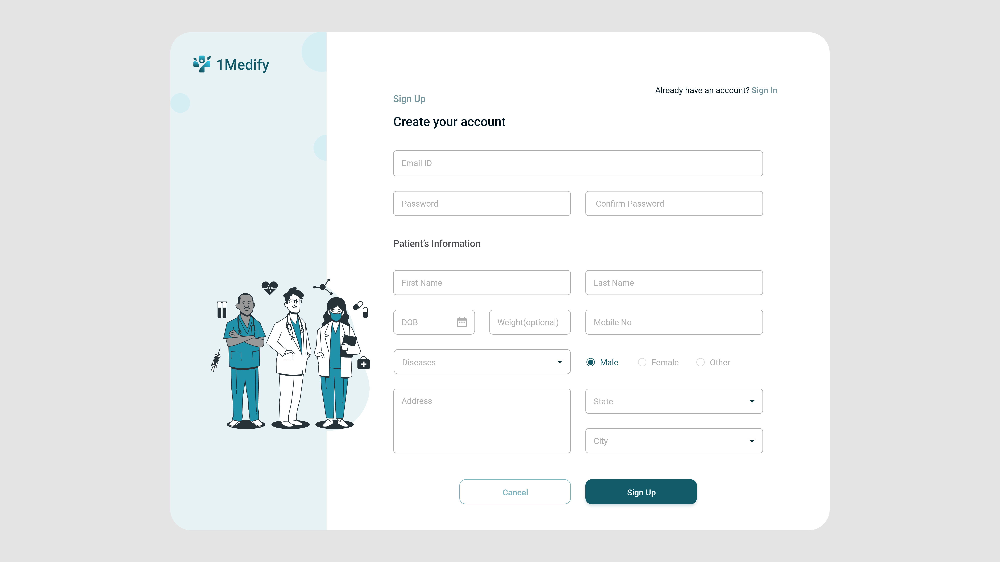 1Medify
Already have an account? Sign In
Sign Up
Create your account
Email ID
Password
Confirm Password
Patient’s Information
First Name
Last Name
DOB
Weight(optional)
Mobile No
Diseases
Male
Female
Other
Address
State
City
Cancel
Sign Up